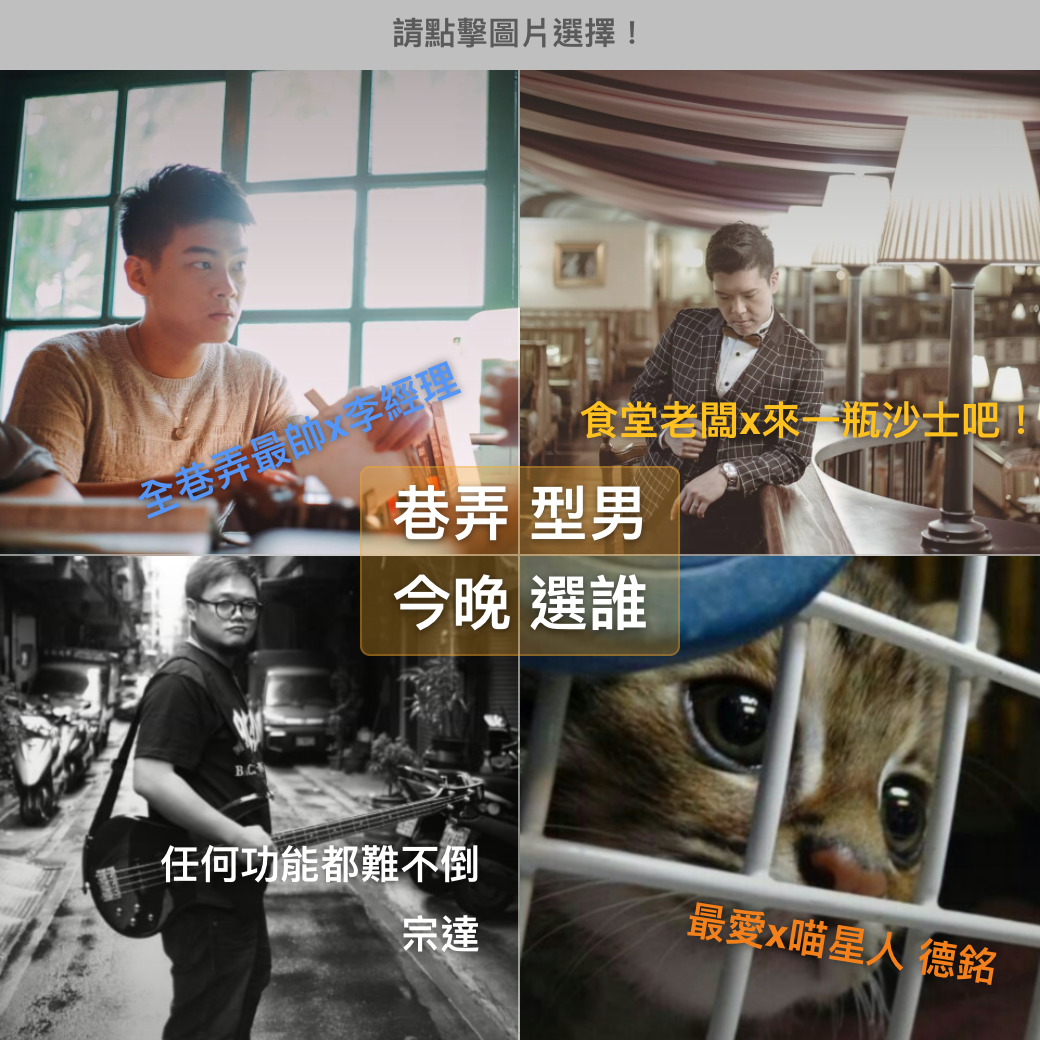 請點擊圖片選擇！
全巷弄最帥x李經理
食堂老闆x來一瓶沙士吧！
巷弄 型男
今晚 選誰
任何功能都難不倒
宗達
最愛x喵星人 德銘